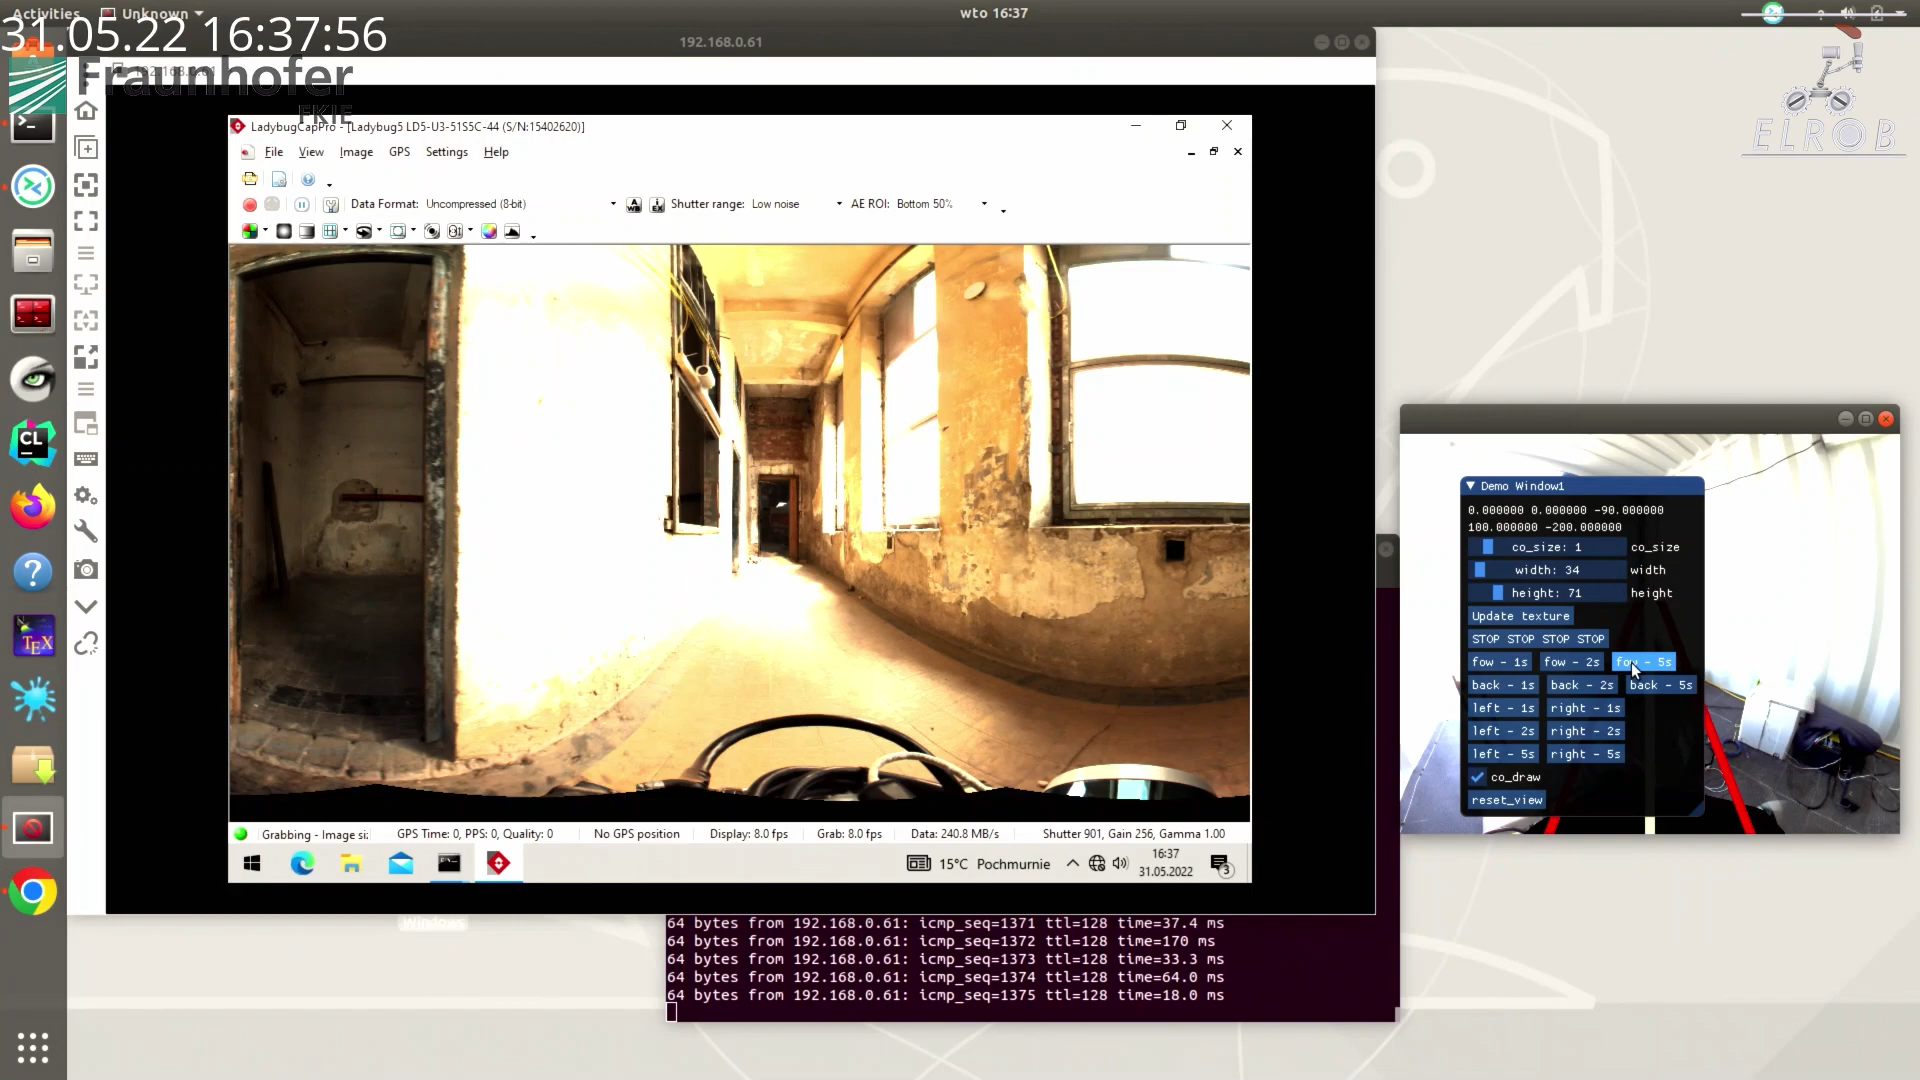 Activities
Unknown
wto 16:37
31.05.22 16:37:56
192.168.0.61
192.168.0.61
Fraunhofer
FKIE
ELROB
LadybugCapPro - [Ladybug5 LD5-U3-51S5C-44 (S/N:15402620)]
File View Image GPS Settings Help
Data Format: Uncompressed (8-bit) Shutter range: Low noise AE ROI: Bottom 50%
Grabbing - Image si: GPS Time: 0, PPS: 0, Quality: 0 No GPS position Display: 8.0 fps Grab: 8.0 fps Data: 240.8 MB/s Shutter 901, Gain 256, Gamma 1.00
15°C Pochmurnie
16:37
31.05.2022
3
Windows
64 bytes from 192.168.0.61: icmp_seq=1371 ttl=128 time=37.4 ms
64 bytes from 192.168.0.61: icmp_seq=1372 ttl=128 time=170 ms
64 bytes from 192.168.0.61: icmp_seq=1373 ttl=128 time=33.3 ms
64 bytes from 192.168.0.61: icmp_seq=1374 ttl=128 time=64.0 ms
64 bytes from 192.168.0.61: icmp_seq=1375 ttl=128 time=18.0 ms
Demo Window1
0.000000 0.000000 -90.000000
100.000000 -200.000000
co_size: 1 co_size
width: 34 width
height: 71 height
Update texture
STOP STOP STOP STOP
fow - 1s fow - 2s fow - 5s
back - 1s back - 2s back - 5s
left - 1s right - 1s
left - 2s right - 2s
left - 5s right - 5s
co_draw
reset_view
CL
TEX